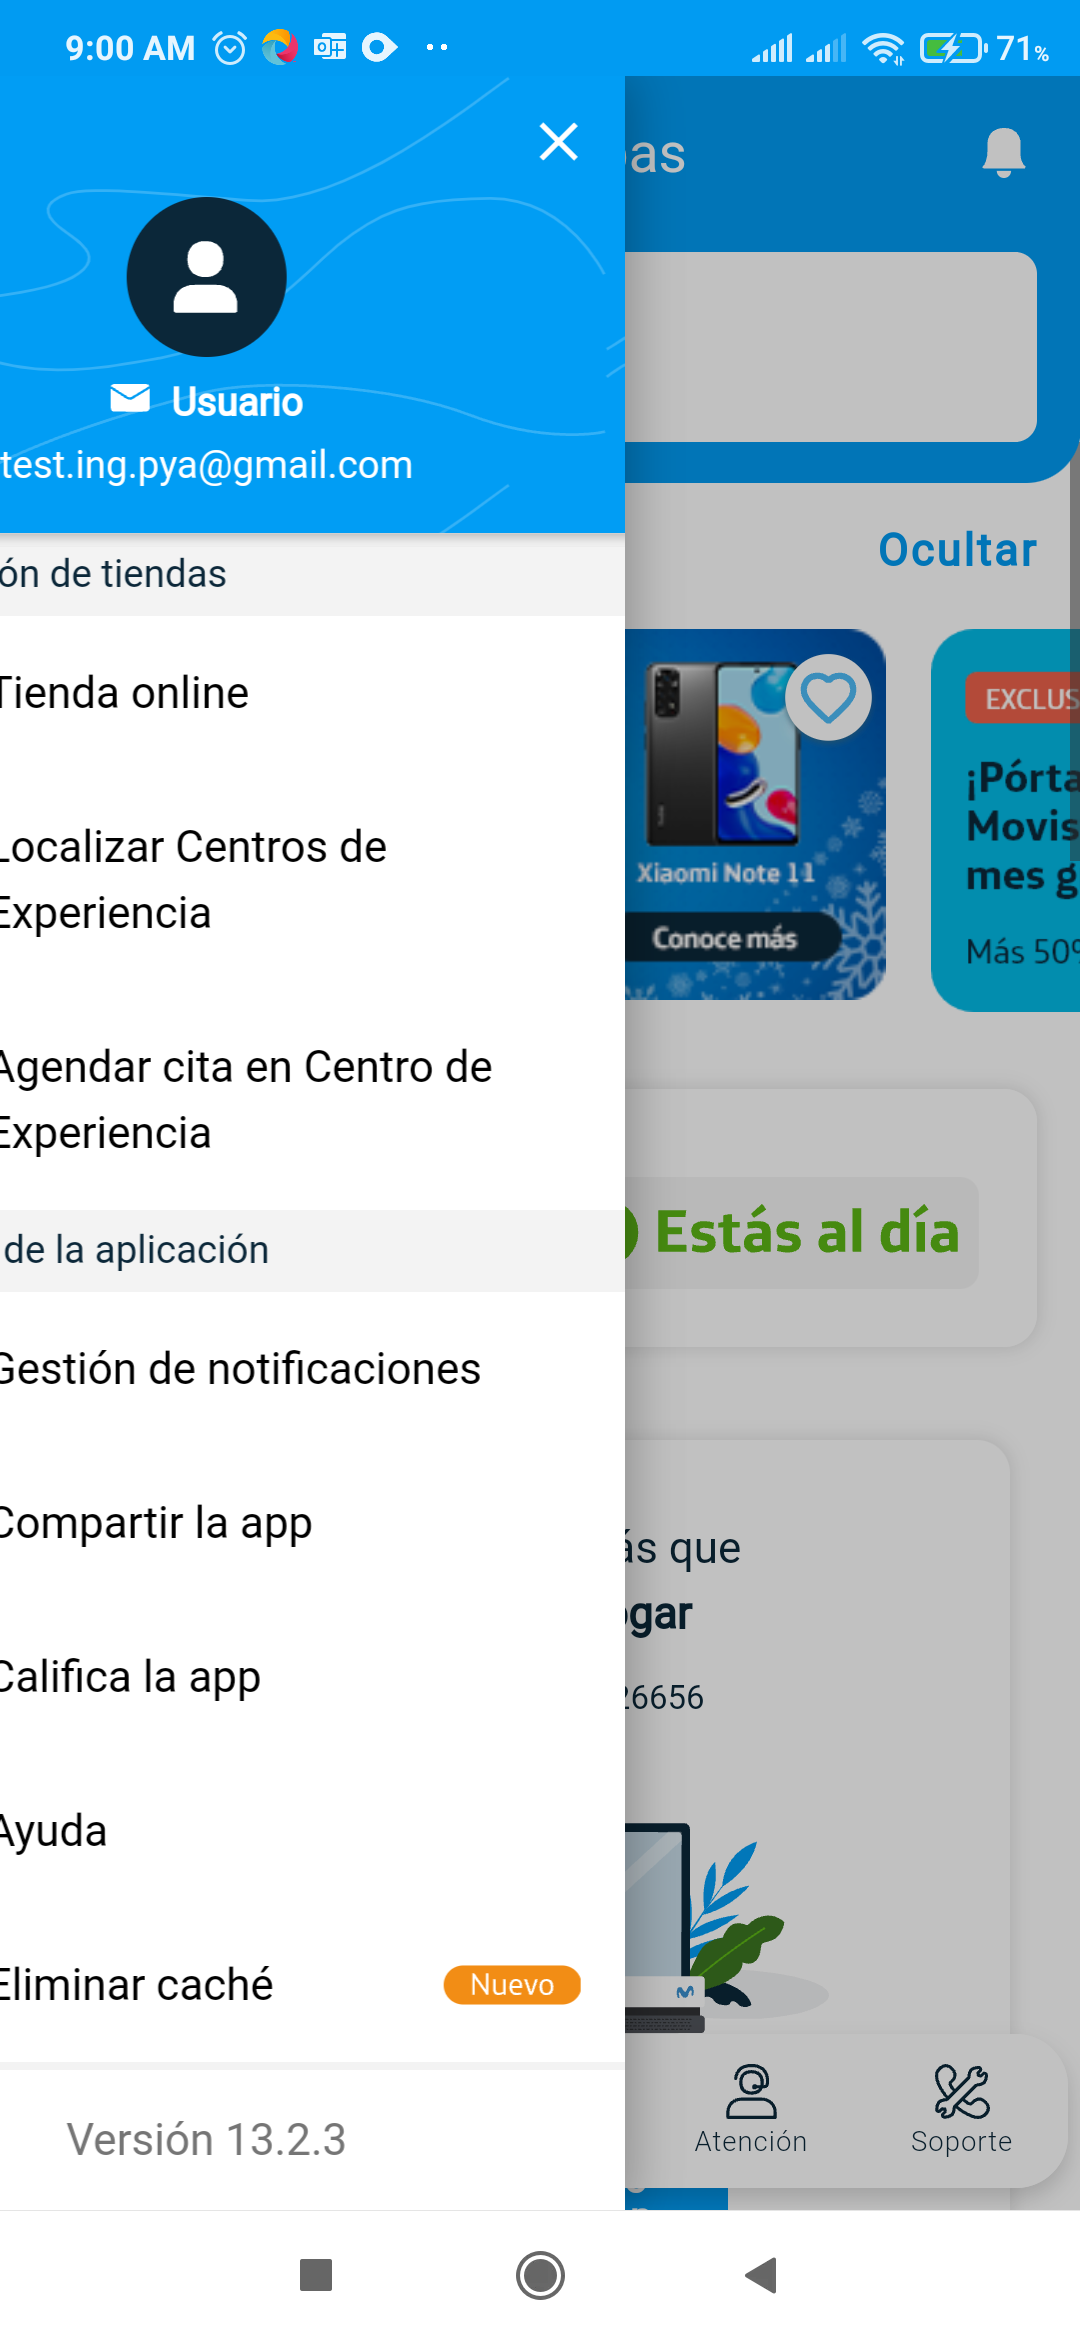 9:00 AM
71%
as
Usuario
test.ing.pya@gmail.com
ón de tiendas
Ocultar
Tienda online
Localizar Centros de
Experiencia
Xiaomi Note 11
Conoce más
EXCLUS
¡Pórta
Movis
mes g
Más 50%
Agendar cita en Centro de
Experiencia
de la aplicación
Estás al día
Gestión de notificaciones
Compartir la app
ás que
ogar
Califica la app
26656
Ayuda
Eliminar caché
Nuevo
Versión 13.2.3
Atención
Soporte